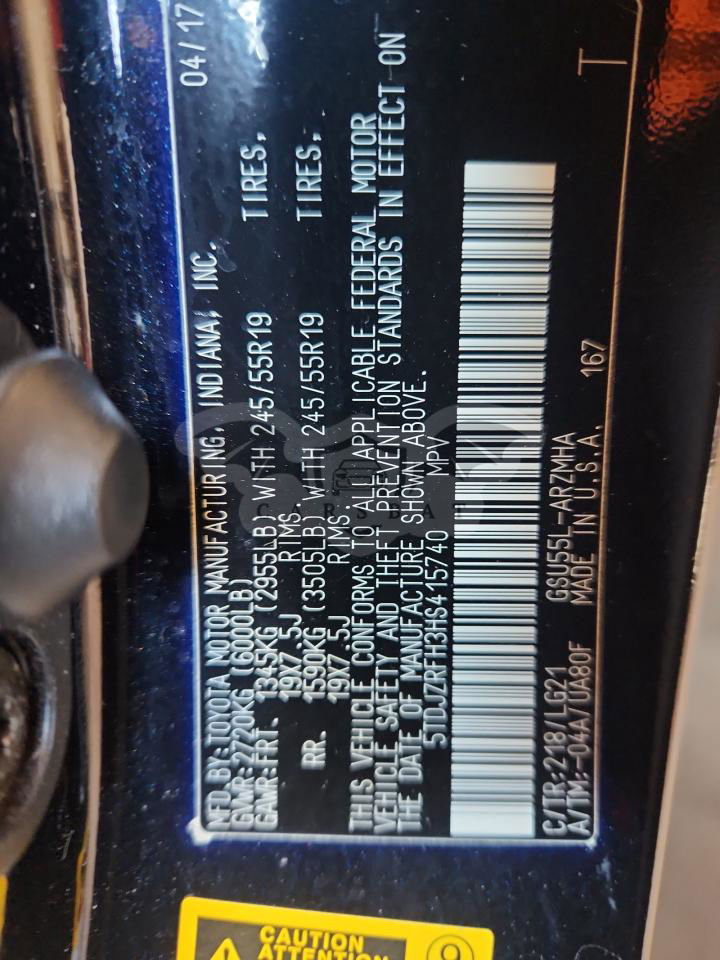 MFD.BY:TOYOTA MOTOR MANUFACTURING, INDIANA, INC. 04/17
GVWR:2720KG (6000LB)
GAWR:FRT. 1345KG (2955LB) WITH 245/55R19 TIRES,
19X7.5J RIMS.
RR. 1590KG (3505LB) WITH 245/55R19 TIRES,
19X7.5J RIMS.
THIS VEHICLE CONFORMS TO ALL APPLICABLE FEDERAL MOTOR
VEHICLE SAFETY AND THEFT PREVENTION STANDARDS IN EFFECT ON
THE DATE OF MANUFACTURE SHOWN ABOVE.
5TDJZRFH3HS415740 MPV
C/TR:218/LG21 GSU55L-ARZMHA
A/TM:-04A/UA80F MADE IN U.S.A. 167 T
CARSBAT
CAUTION
ATTENTION